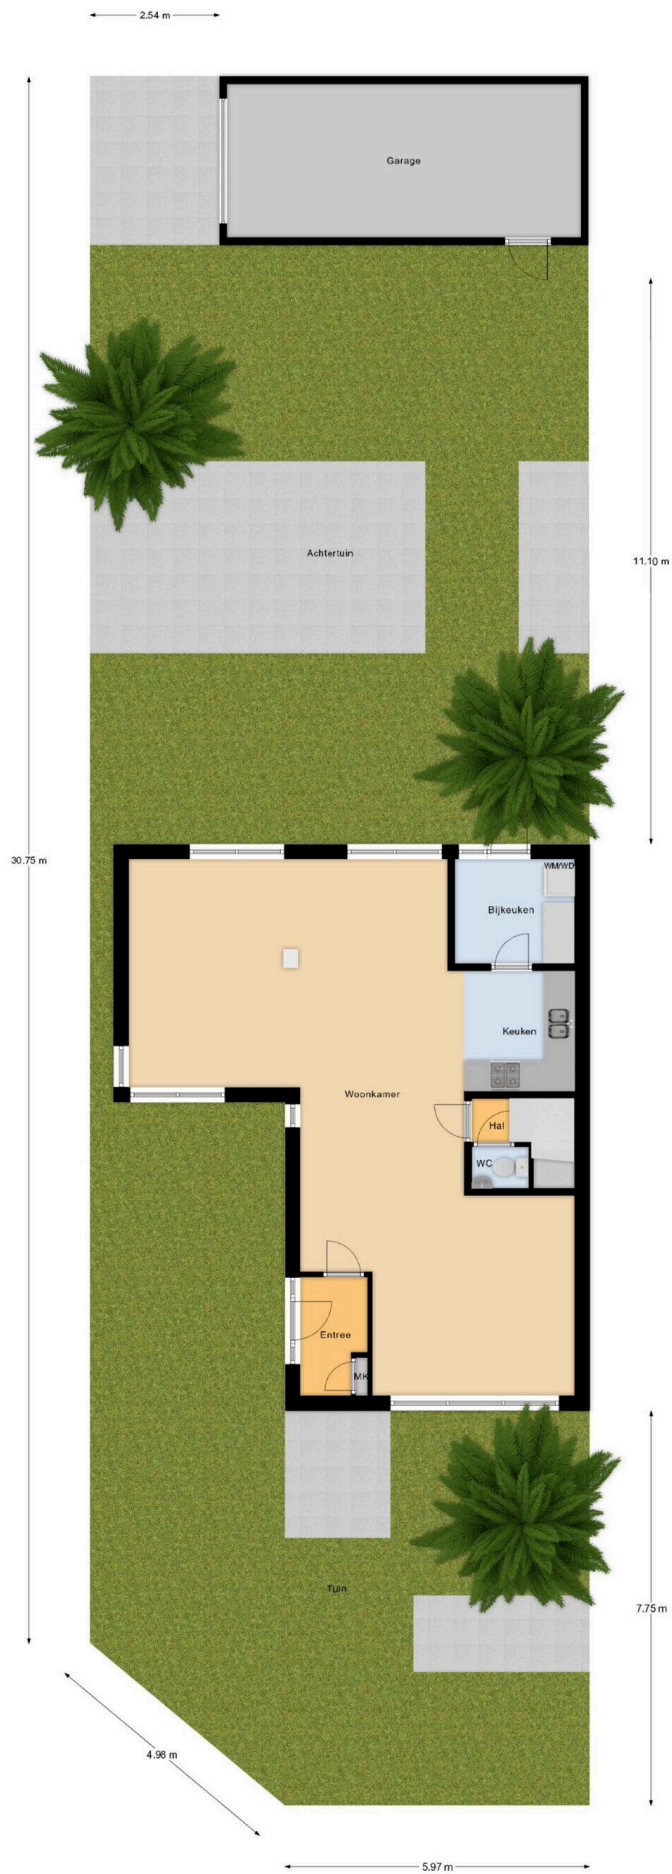 2.54 m
Garage
11.10 m
Achtertuin
30.75 m
WM/WD
Bijkeuken
Keuken
Woonkamer
Hal
WC
Entree
MK
Tuin
7.75 m
4.98 m
5.97 m